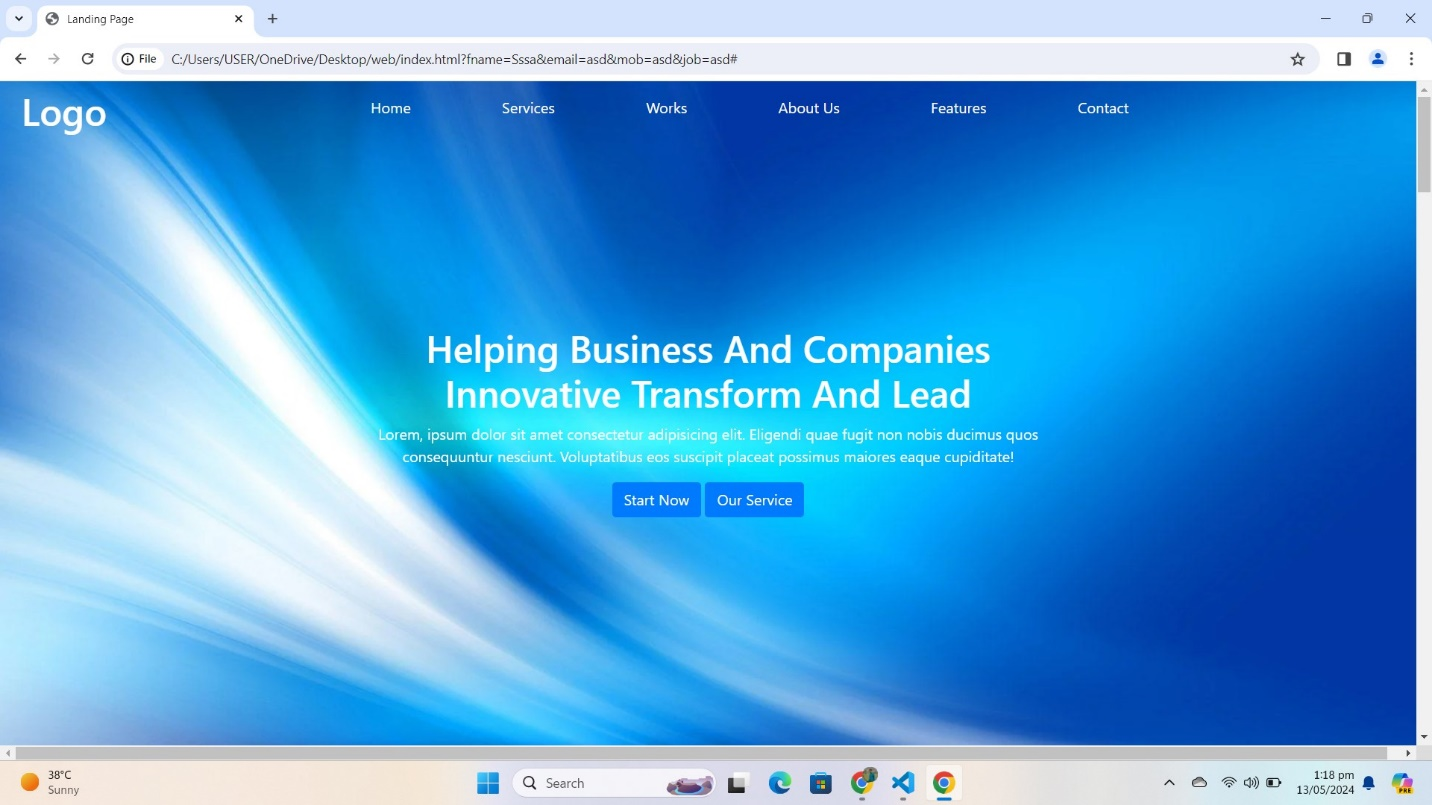 Landing Page
File C:/Users/USER/OneDrive/Desktop/web/index.html?fname=Sssa&email=asd&mob=asd&job=asd#
Logo Home Services Works About Us Features Contact
Helping Business And Companies
Innovative Transform And Lead
Lorem, ipsum dolor sit amet consectetur adipisicing elit. Eligendi quae fugit non nobis ducimus quos
consequuntur nesciunt. Voluptatibus eos suscipit placeat possimus maiores eaque cupiditate!
Start Now Our Service
38°C
Sunny
Search
1:18 pm
13/05/2024
PRE